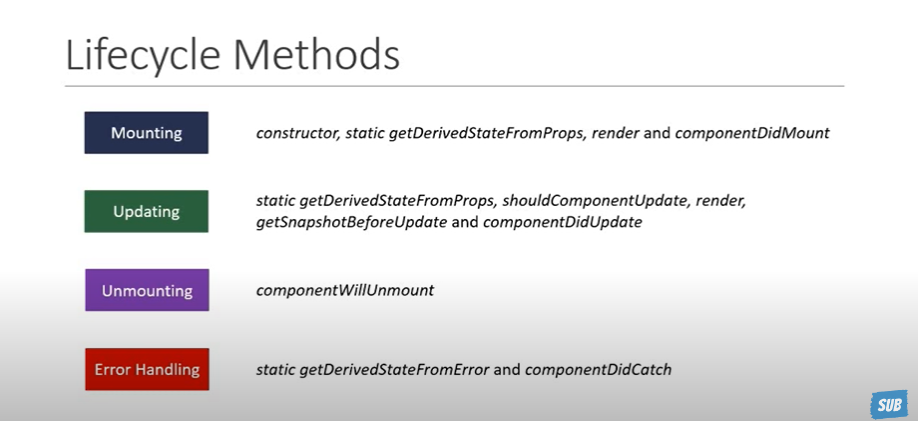 Lifecycle Methods
Mounting
constructor, static getDerivedStateFromProps, render and componentDidMount
Updating
static getDerivedStateFromProps, shouldComponentUpdate, render,
getSnapshotBeforeUpdate and componentDidUpdate
Unmounting
componentWillUnmount
Error Handling
static getDerivedStateFromError and componentDidCatch
SUB